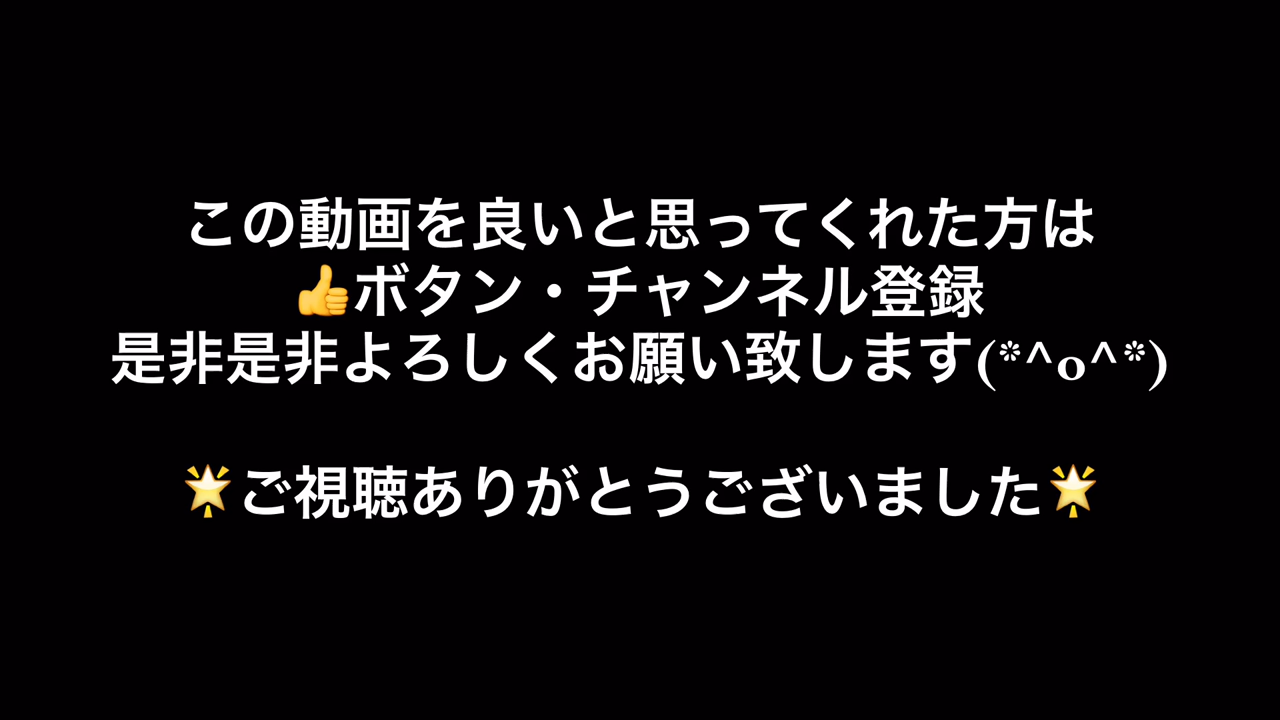 この動画を良いと思ってくれた方は
👍ボタン・チャンネル登録
是非是非よろしくお願い致します(*^o^*)
🌟ご視聴ありがとうございました🌟